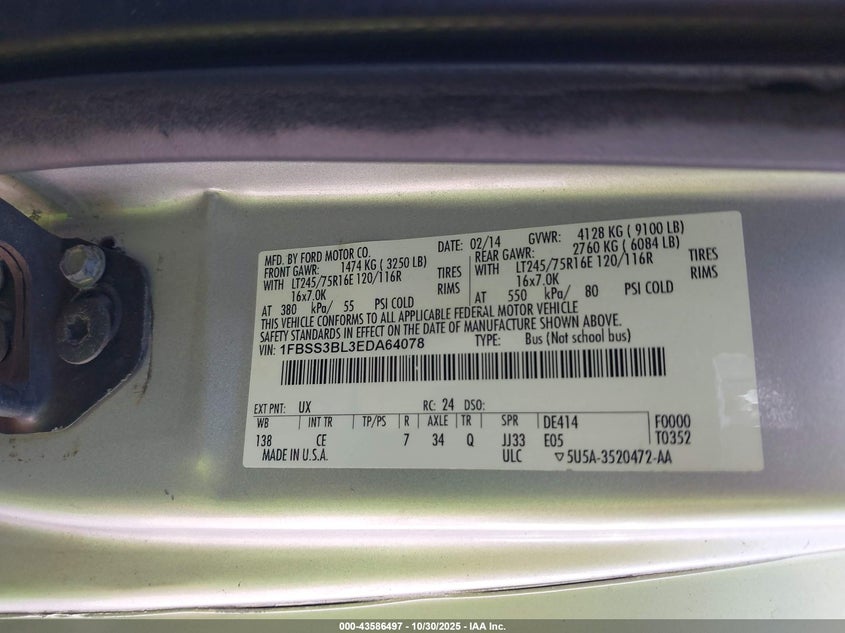 MFD. BY FORD MOTOR CO. DATE: 02/14 GVWR: 4128 KG ( 9100 LB)
FRONT GAWR: 1474 KG ( 3250 LB) REAR GAWR: 2760 KG ( 6084 LB)
WITH LT245/75R16E 120/116R TIRES WITH LT245/75R16E 120/116R TIRES
16x7.0K RIMS 16x7.0K RIMS
AT 380 kPa/ 55 PSI COLD AT 550 kPa/ 80 PSI COLD
THIS VEHICLE CONFORMS TO ALL APPLICABLE FEDERAL MOTOR VEHICLE
SAFETY STANDARDS IN EFFECT ON THE DATE OF MANUFACTURE SHOWN ABOVE.
VIN: 1FBSS3BL3EDA64078 TYPE: Bus (Not school bus)
EXT PNT: UX RC: 24 DSO:
WB INT TR TP/PS R AXLE TR SPR DE414 F0000
138 CE 7 34 Q JJ33 E05 T0352
MADE IN U.S.A. ULC ▽5U5A-3520472-AA
000-43586497 - 10/30/2025 - IAA Inc.